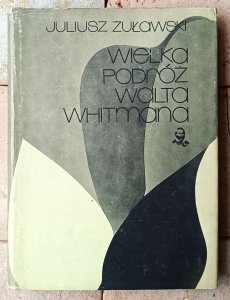 JULIUSZ ŻUŁAWSKI
WIELKA
PODRÓŻ
WALTA
WHITMANA